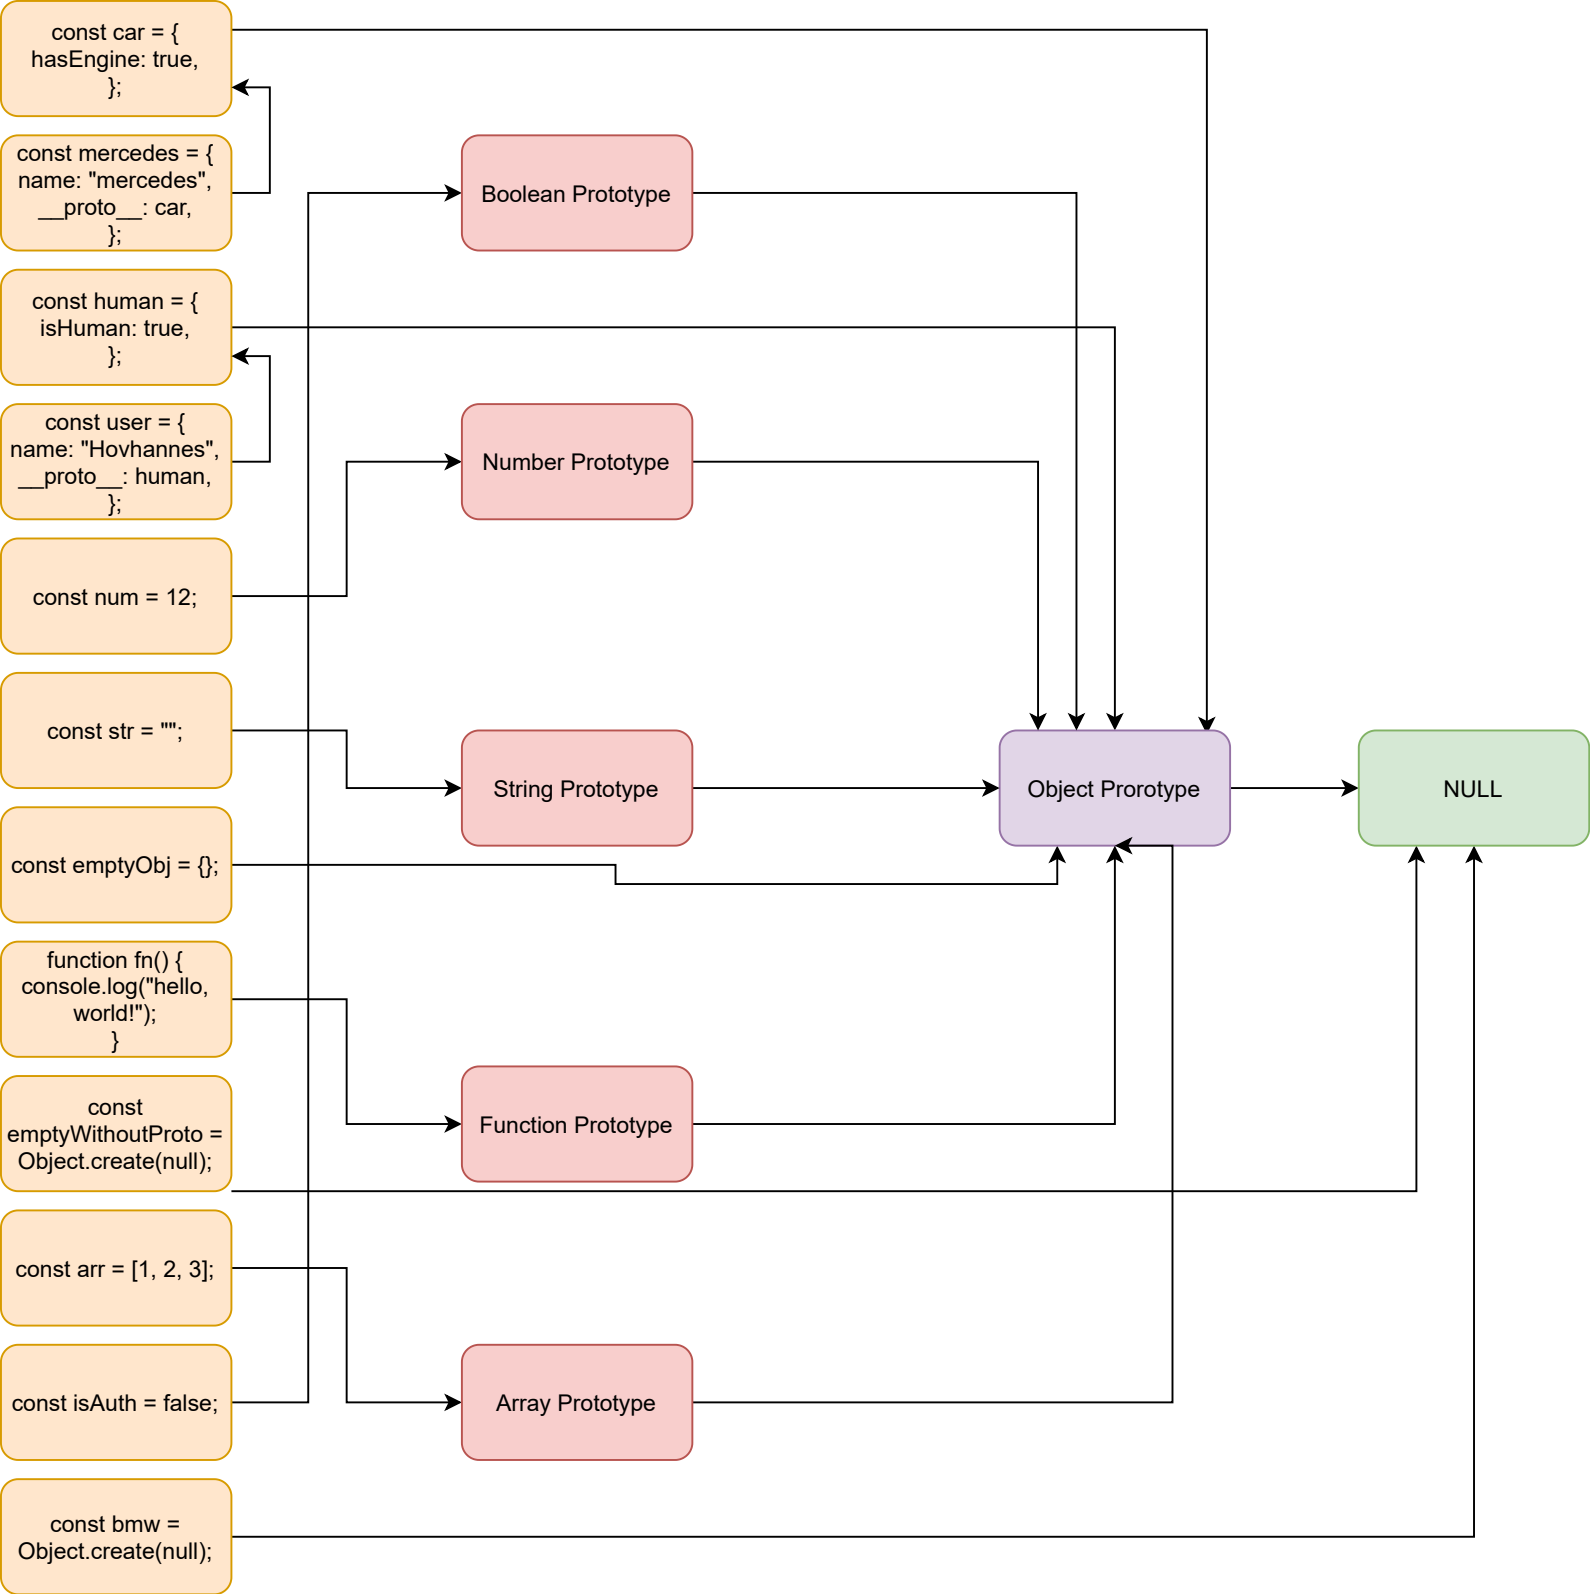 const car = {
hasEngine: true,
};
const mercedes = {
name: "mercedes",
__proto__: car,
};
const human = {
isHuman: true,
};
const user = {
name: "Hovhannes",
__proto__: human,
};
const num = 12;
const str = "";
const emptyObj = {};
function fn() {
console.log("hello,
world!");
}
const
emptyWithoutProto =
Object.create(null);
const arr = [1, 2, 3];
const isAuth = false;
const bmw =
Object.create(null);
Boolean Prototype
Number Prototype
String Prototype
Function Prototype
Array Prototype
Object Prorotype
NULL